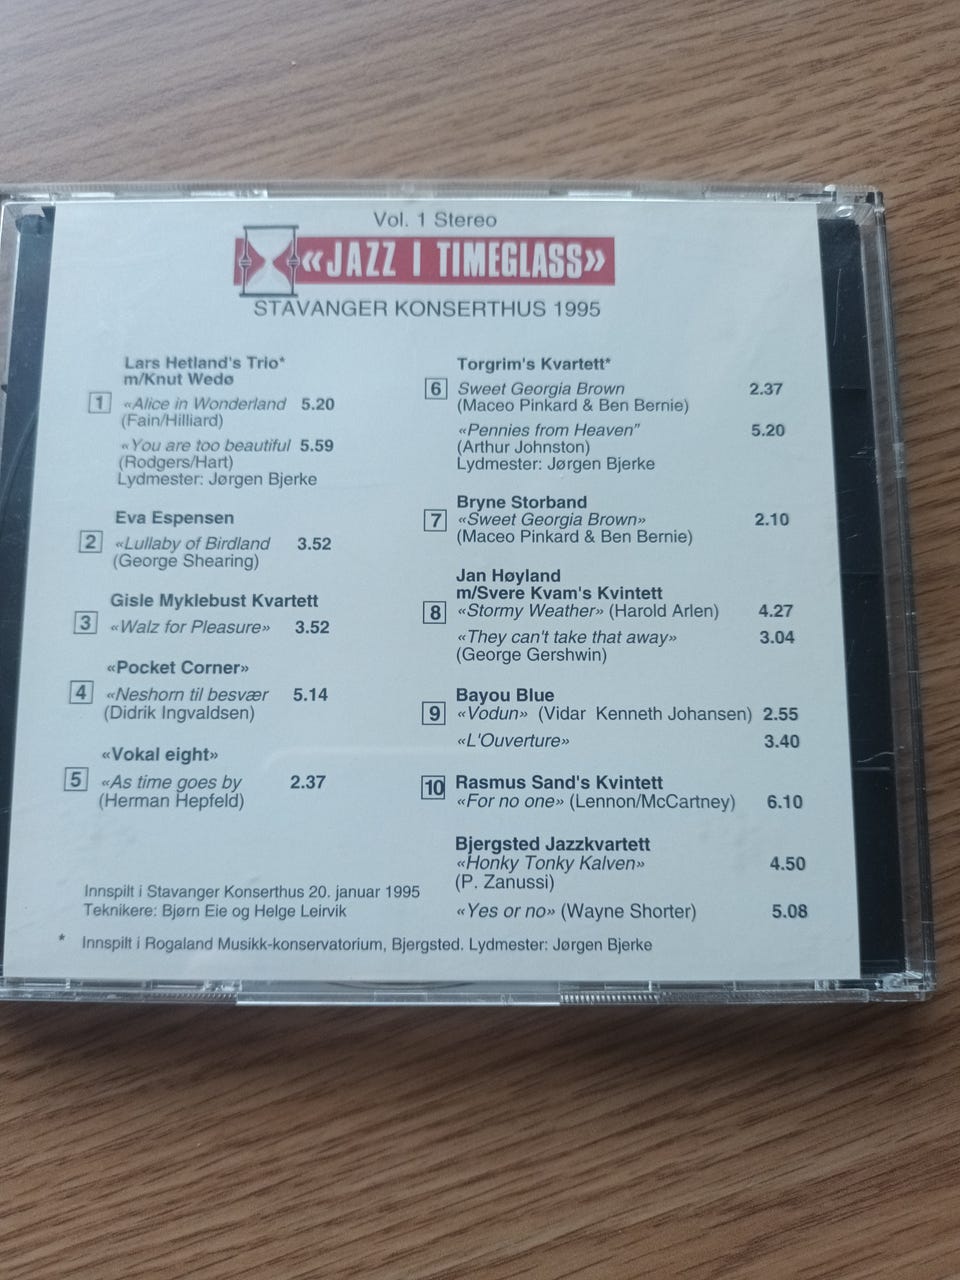 Vol. 1 Stereo
«JAZZ I TIMEGLASS»
STAVANGER KONSERTHUS 1995
Lars Hetland's Trio*
m/Knut Wedø
1 «Alice in Wonderland 5.20
(Fain/Hilliard)
«You are too beautiful 5.59
(Rodgers/Hart)
Lydmester: Jørgen Bjerke
Eva Espensen
2 «Lullaby of Birdland 3.52
(George Shearing)
Gisle Myklebust Kvartett
3 «Walz for Pleasure» 3.52
«Pocket Corner»
4 «Neshorn til besvær 5.14
(Didrik Ingvaldsen)
«Vokal eight»
5 «As time goes by 2.37
(Herman Hepfeld)
Torgrim's Kvartett*
6 Sweet Georgia Brown 2.37
(Maceo Pinkard & Ben Bernie)
«Pennies from Heaven” 5.20
(Arthur Johnston)
Lydmester: Jørgen Bjerke
Bryne Storband
7 «Sweet Georgia Brown» 2.10
(Maceo Pinkard & Ben Bernie)
Jan Høyland
m/Svere Kvam's Kvintett
8 «Stormy Weather» (Harold Arlen) 4.27
«They can't take that away» 3.04
(George Gershwin)
Bayou Blue
9 «Vodun» (Vidar Kenneth Johansen) 2.55
«L'Ouverture» 3.40
10 Rasmus Sand's Kvintett
«For no one» (Lennon/McCartney) 6.10
Bjergsted Jazzkvartett
«Honky Tonky Kalven» 4.50
(P. Zanussi)
«Yes or no» (Wayne Shorter) 5.08
Innspilt i Stavanger Konserthus 20. januar 1995
Teknikere: Bjørn Eie og Helge Leirvik
* Innspilt i Rogaland Musikk-konservatorium, Bjergsted. Lydmester: Jørgen Bjerke